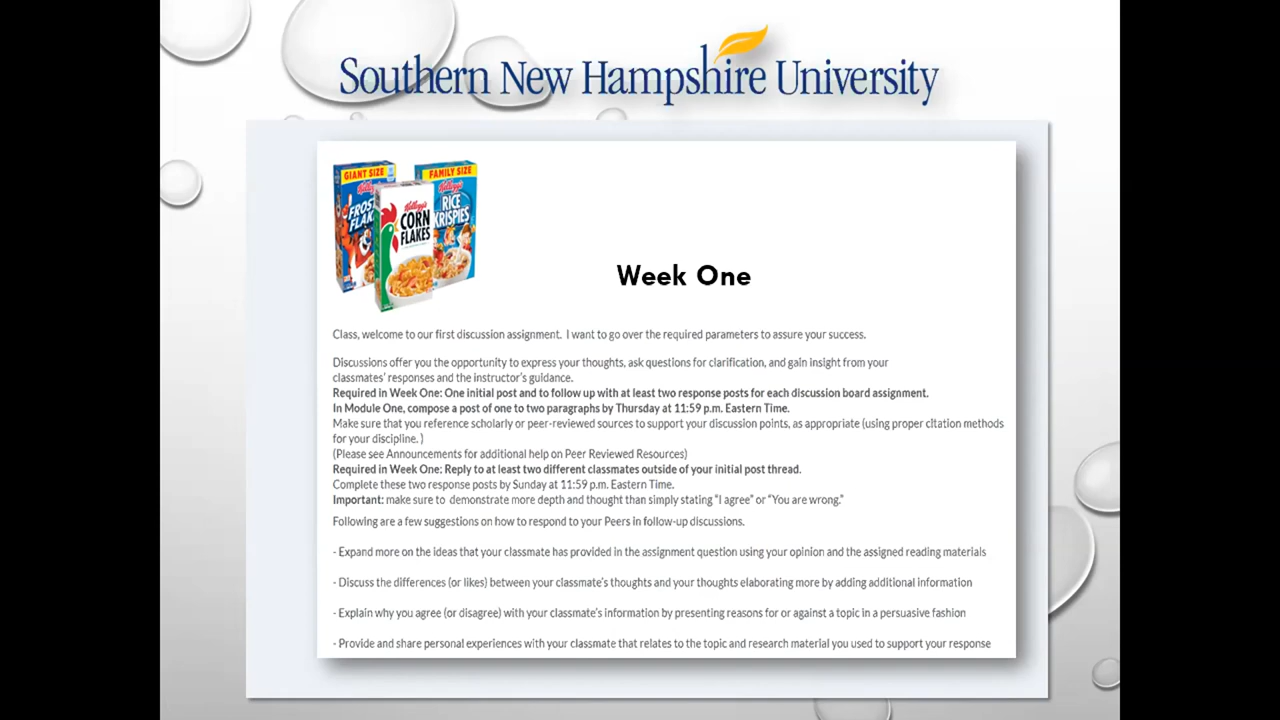 Southern New Hampshire University
GIANT SIZE
FAMILY SIZE
Kellogg's
Kellogg's
RICE
KRISPIES
Kellogg's
CORN
FLAKES
Week One
Class, welcome to our first discussion assignment. I want to go over the required parameters to assure your success.
Discussions offer you the opportunity to express your thoughts, ask questions for clarification, and gain insight from your
classmates' responses and the instructor's guidance.
Required in Week One: One initial post and to follow up with at least two response posts for each discussion board assignment.
In Module One, compose a post of one to two paragraphs by Thursday at 11:59 p.m. Eastern Time.
Make sure that you reference scholarly or peer-reviewed sources to support your discussion points, as appropriate (using proper citation methods
for your discipline. )
(Please see Announcements for additional help on Peer Reviewed Resources)
Required in Week One: Reply to at least two different classmates outside of your initial post thread.
Complete these two response posts by Sunday at 11:59 p.m. Eastern Time.
Important: make sure to demonstrate more depth and thought than simply stating “I agree” or “You are wrong.”
Following are a few suggestions on how to respond to your Peers in follow-up discussions.
- Expand more on the ideas that your classmate has provided in the assignment question using your opinion and the assigned reading materials
- Discuss the differences (or likes) between your classmate's thoughts and your thoughts elaborating more by adding additional information
- Explain why you agree (or disagree) with your classmate's information by presenting reasons for or against a topic in a persuasive fashion
- Provide and share personal experiences with your classmate that relates to the topic and research material you used to support your response